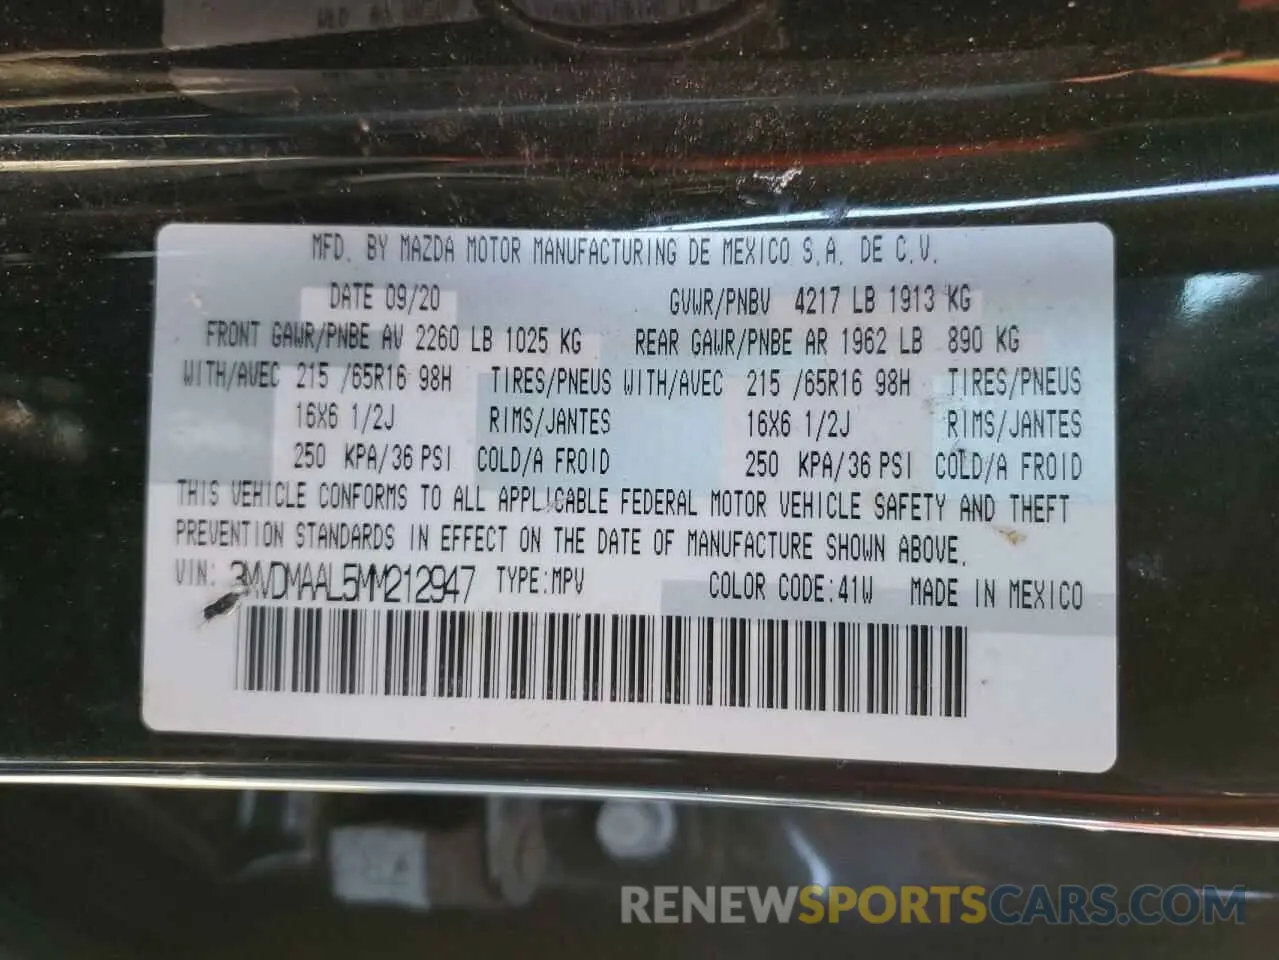 MFD. BY MAZDA MOTOR MANUFACTURING DE MEXICO S.A. DE C.V.
DATE 09/20 GVWR/PNBV 4217 LB 1913 KG
FRONT GAWR/PNBE AV 2260 LB 1025 KG REAR GAWR/PNBE AR 1962 LB 890 KG
WITH/AVEC 215 /65R16 98H TIRES/PNEUS WITH/AVEC 215 /65R16 98H TIRES/PNEUS
16X6 1/2J RIMS/JANTES 16X6 1/2J RIMS/JANTES
250 KPA/36 PSI COLD/A FROID 250 KPA/36 PSI COLD/A FROID
THIS VEHICLE CONFORMS TO ALL APPLICABLE FEDERAL MOTOR VEHICLE SAFETY AND THEFT
PREVENTION STANDARDS IN EFFECT ON THE DATE OF MANUFACTURE SHOWN ABOVE.
VIN: 3MVDMAAL5MM212947 TYPE:MPV COLOR CODE:41W MADE IN MEXICO
RENEWSPORTSCARS.COM